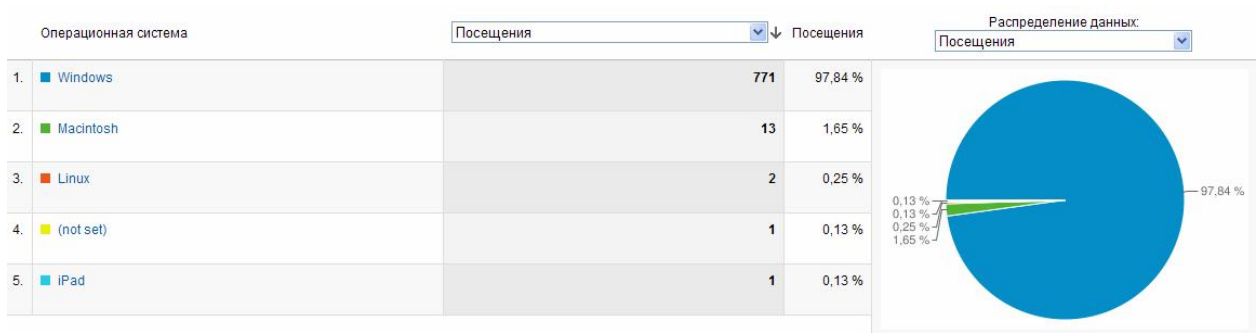 Распределение данных:
Операционная система Посещения Посещения Посещения
1. Windows 771 97,84 %
2. Macintosh 13 1,65 %
3. Linux 2 0,25 %
4. (not set) 1 0,13 %
5. iPad 1 0,13 %
97,84 %
0,13 %
0,13 %
0,25 %
1,65 %